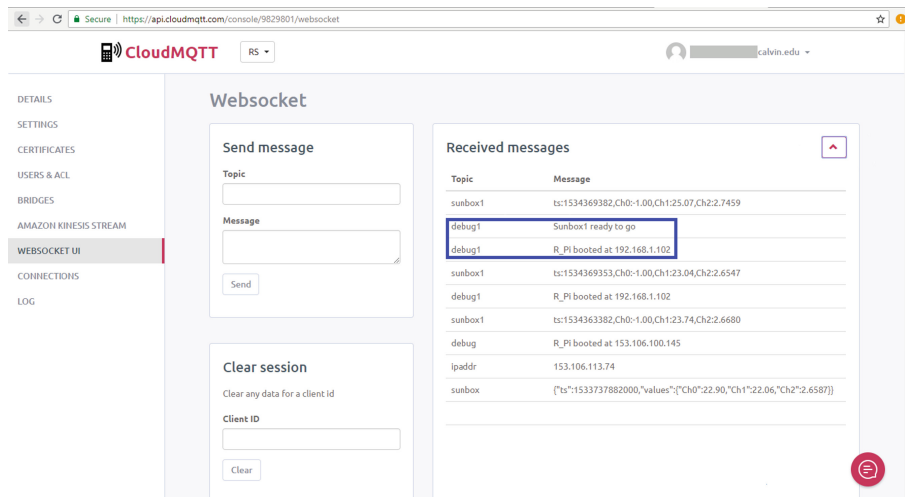 Secure | https://api.cloudmqtt.com/console/9829801/websocket
CloudMQTT
RS
calvin.edu
DETAILS
SETTINGS
CERTIFICATES
USERS & ACL
BRIDGES
AMAZON KINESIS STREAM
WEBSOCKET UI
CONNECTIONS
LOG
Websocket
Send message
Topic
Message
Send
Clear session
Clear any data for a client id
Client ID
Clear
Received messages
Topic Message
sunbox1 ts:1534369382,Ch0:-1.00,Ch1:25.07,Ch2:2.7459
debug1 Sunbox1 ready to go
debug1 R_Pi booted at 192.168.1.102
sunbox1 ts:1534369353,Ch0:-1.00,Ch1:23.04,Ch2:2.6547
debug1 R_Pi booted at 192.168.1.102
sunbox1 ts:1534363382,Ch0:-1.00,Ch1:23.74,Ch2:2.6680
debug R_Pi booted at 153.106.100.145
ipaddr 153.106.113.74
sunbox {"ts":1533737882000,"values":{"Ch0":22.90,"Ch1":22.06,"Ch2":2.6587}}